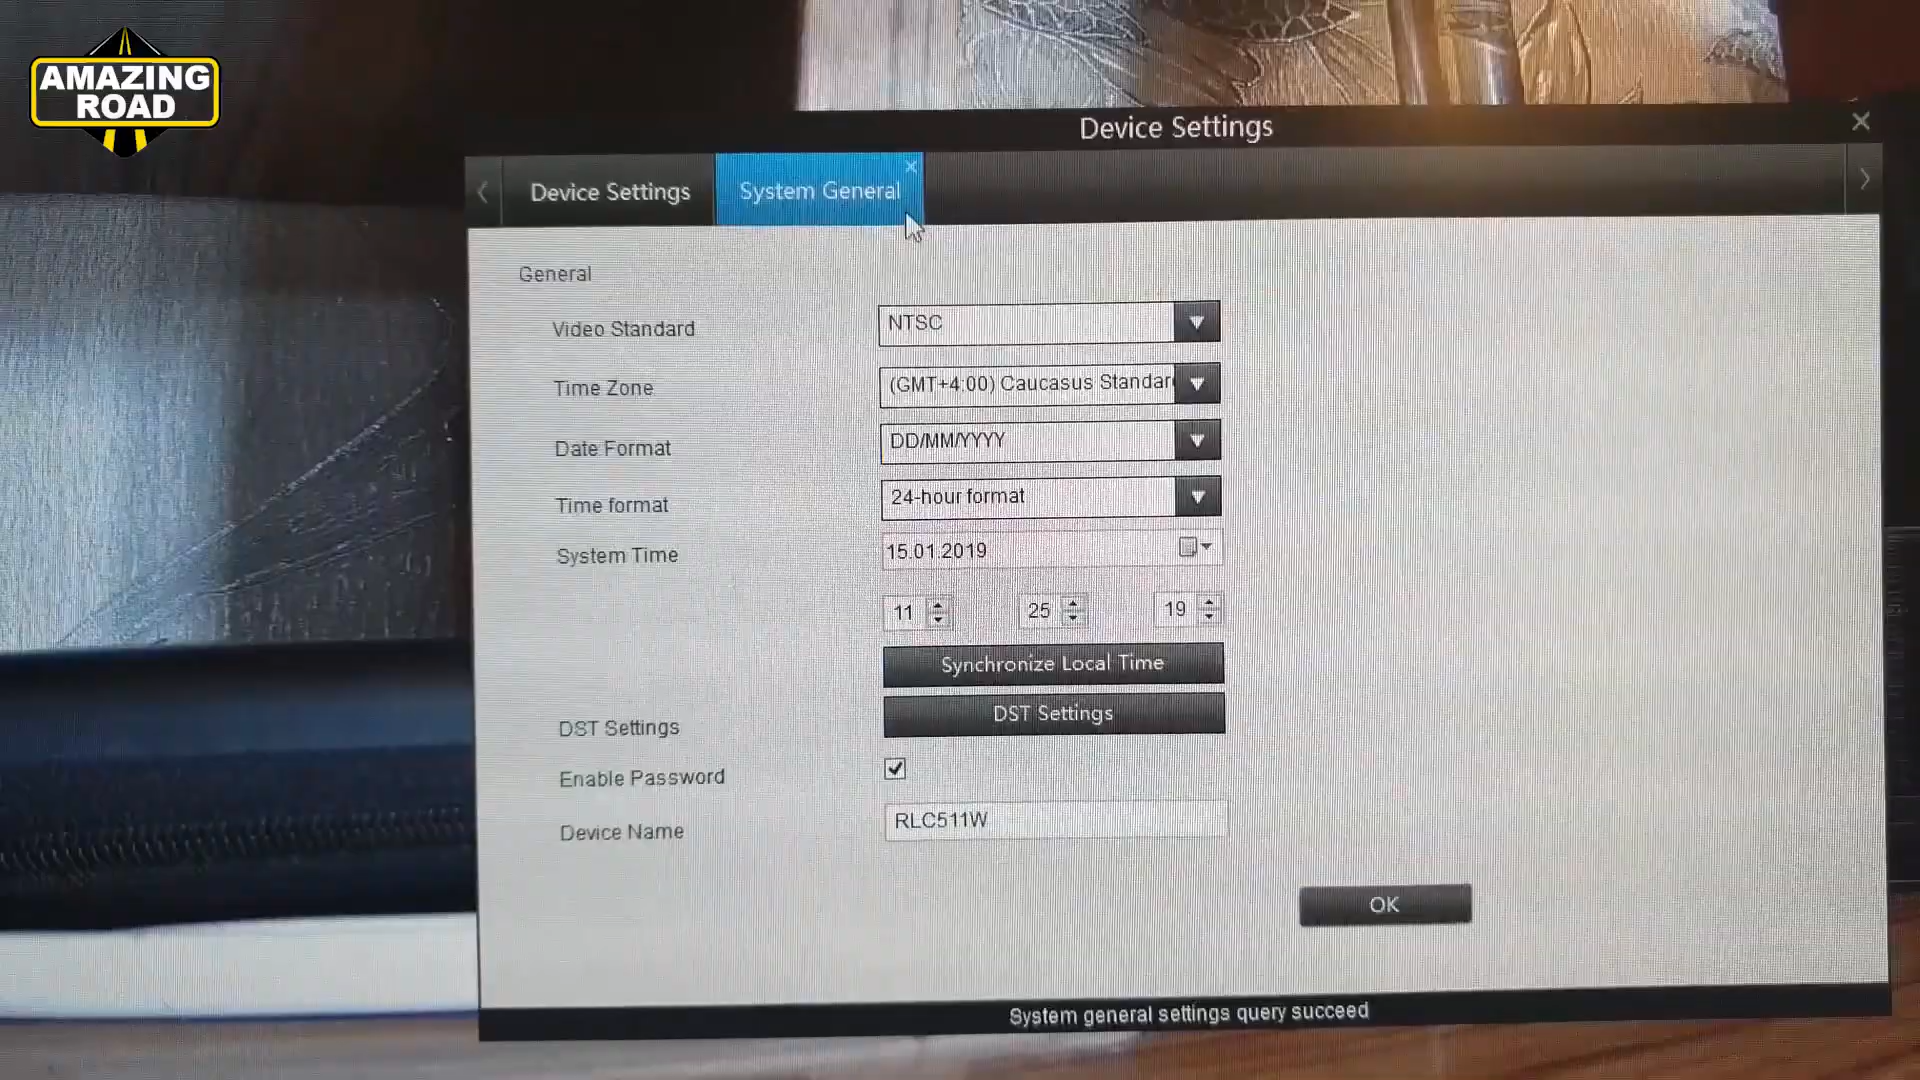 AMAZING
ROAD
Device Settings
Device Settings
System General
General
Video Standard
NTSC
Time Zone
(GMT+4:00) Caucasus Standar
Date Format
DD/MM/YYYY
Time format
24-hour format
System Time
15.01.2019
11 25 19
Synchronize Local Time
DST Settings
DST Settings
Enable Password
Device Name
RLC511W
OK
System general settings query succeed